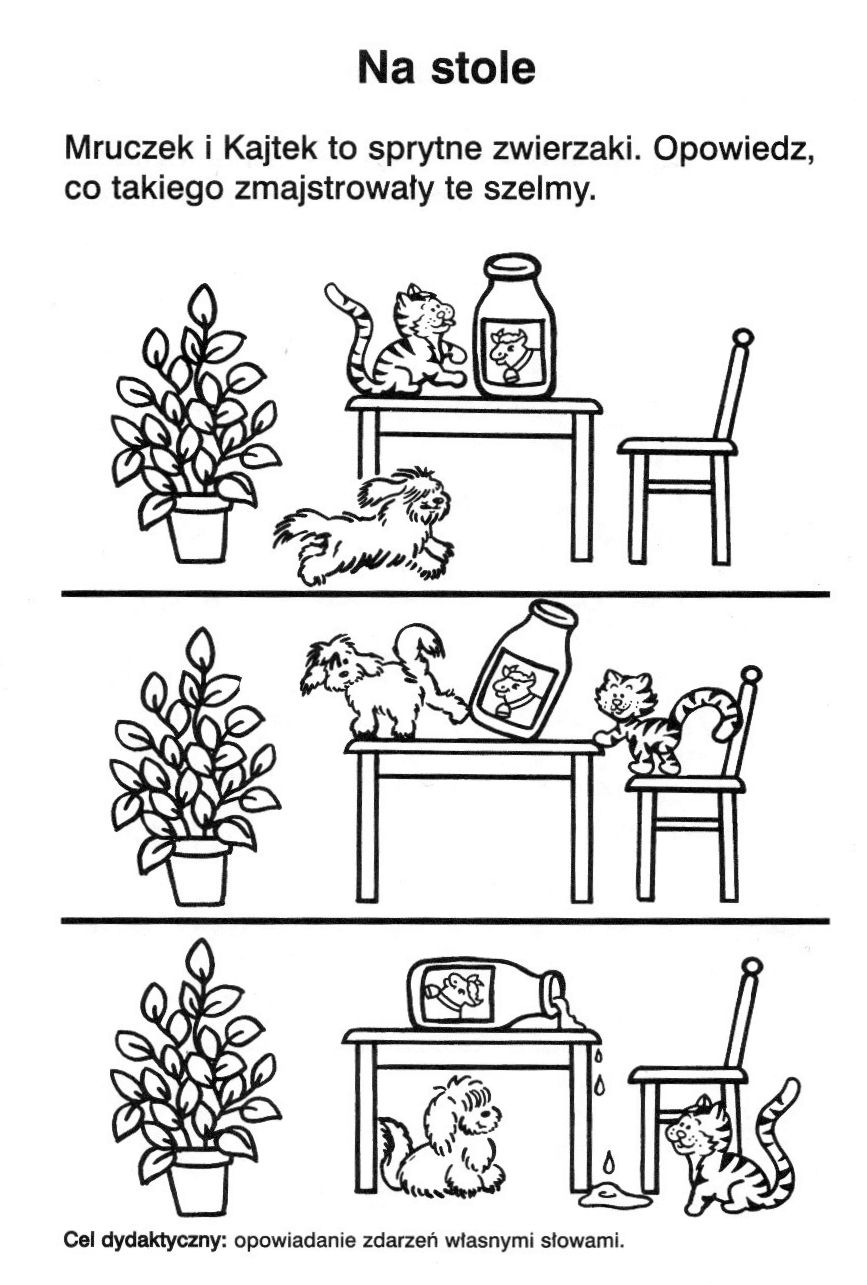 Na stole
Mruczek i Kajtek to sprytne zwierzaki. Opowiedz,
co takiego zmajstrowały te szelmy.
Cel dydaktyczny: opowiadanie zdarzeń własnymi słowami.